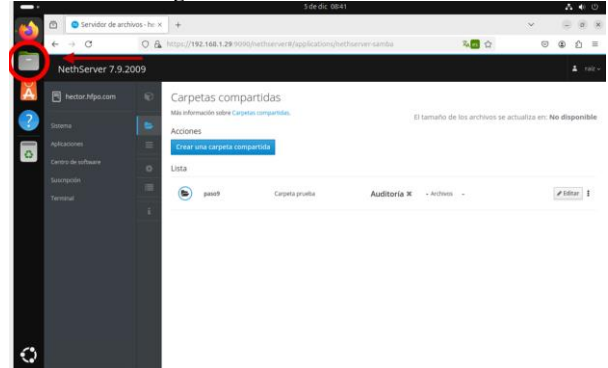 5 de dic 08:41
Servidor de archivos - he
https://192.168.1.29:9090/nethserver#/applications/nethserver-samba
NethServer 7.9.2009
raíz
hector.hfpo.com
Sistema
Aplicaciones
Centro de software
Suscripción
Terminal
Carpetas compartidas
Más información sobre Carpetas compartidas.
El tamaño de los archivos se actualiza en: No disponible
Acciones
Crear una carpeta compartida
Lista
paso9 Carpeta prueba Auditoría - Archivos - Editar